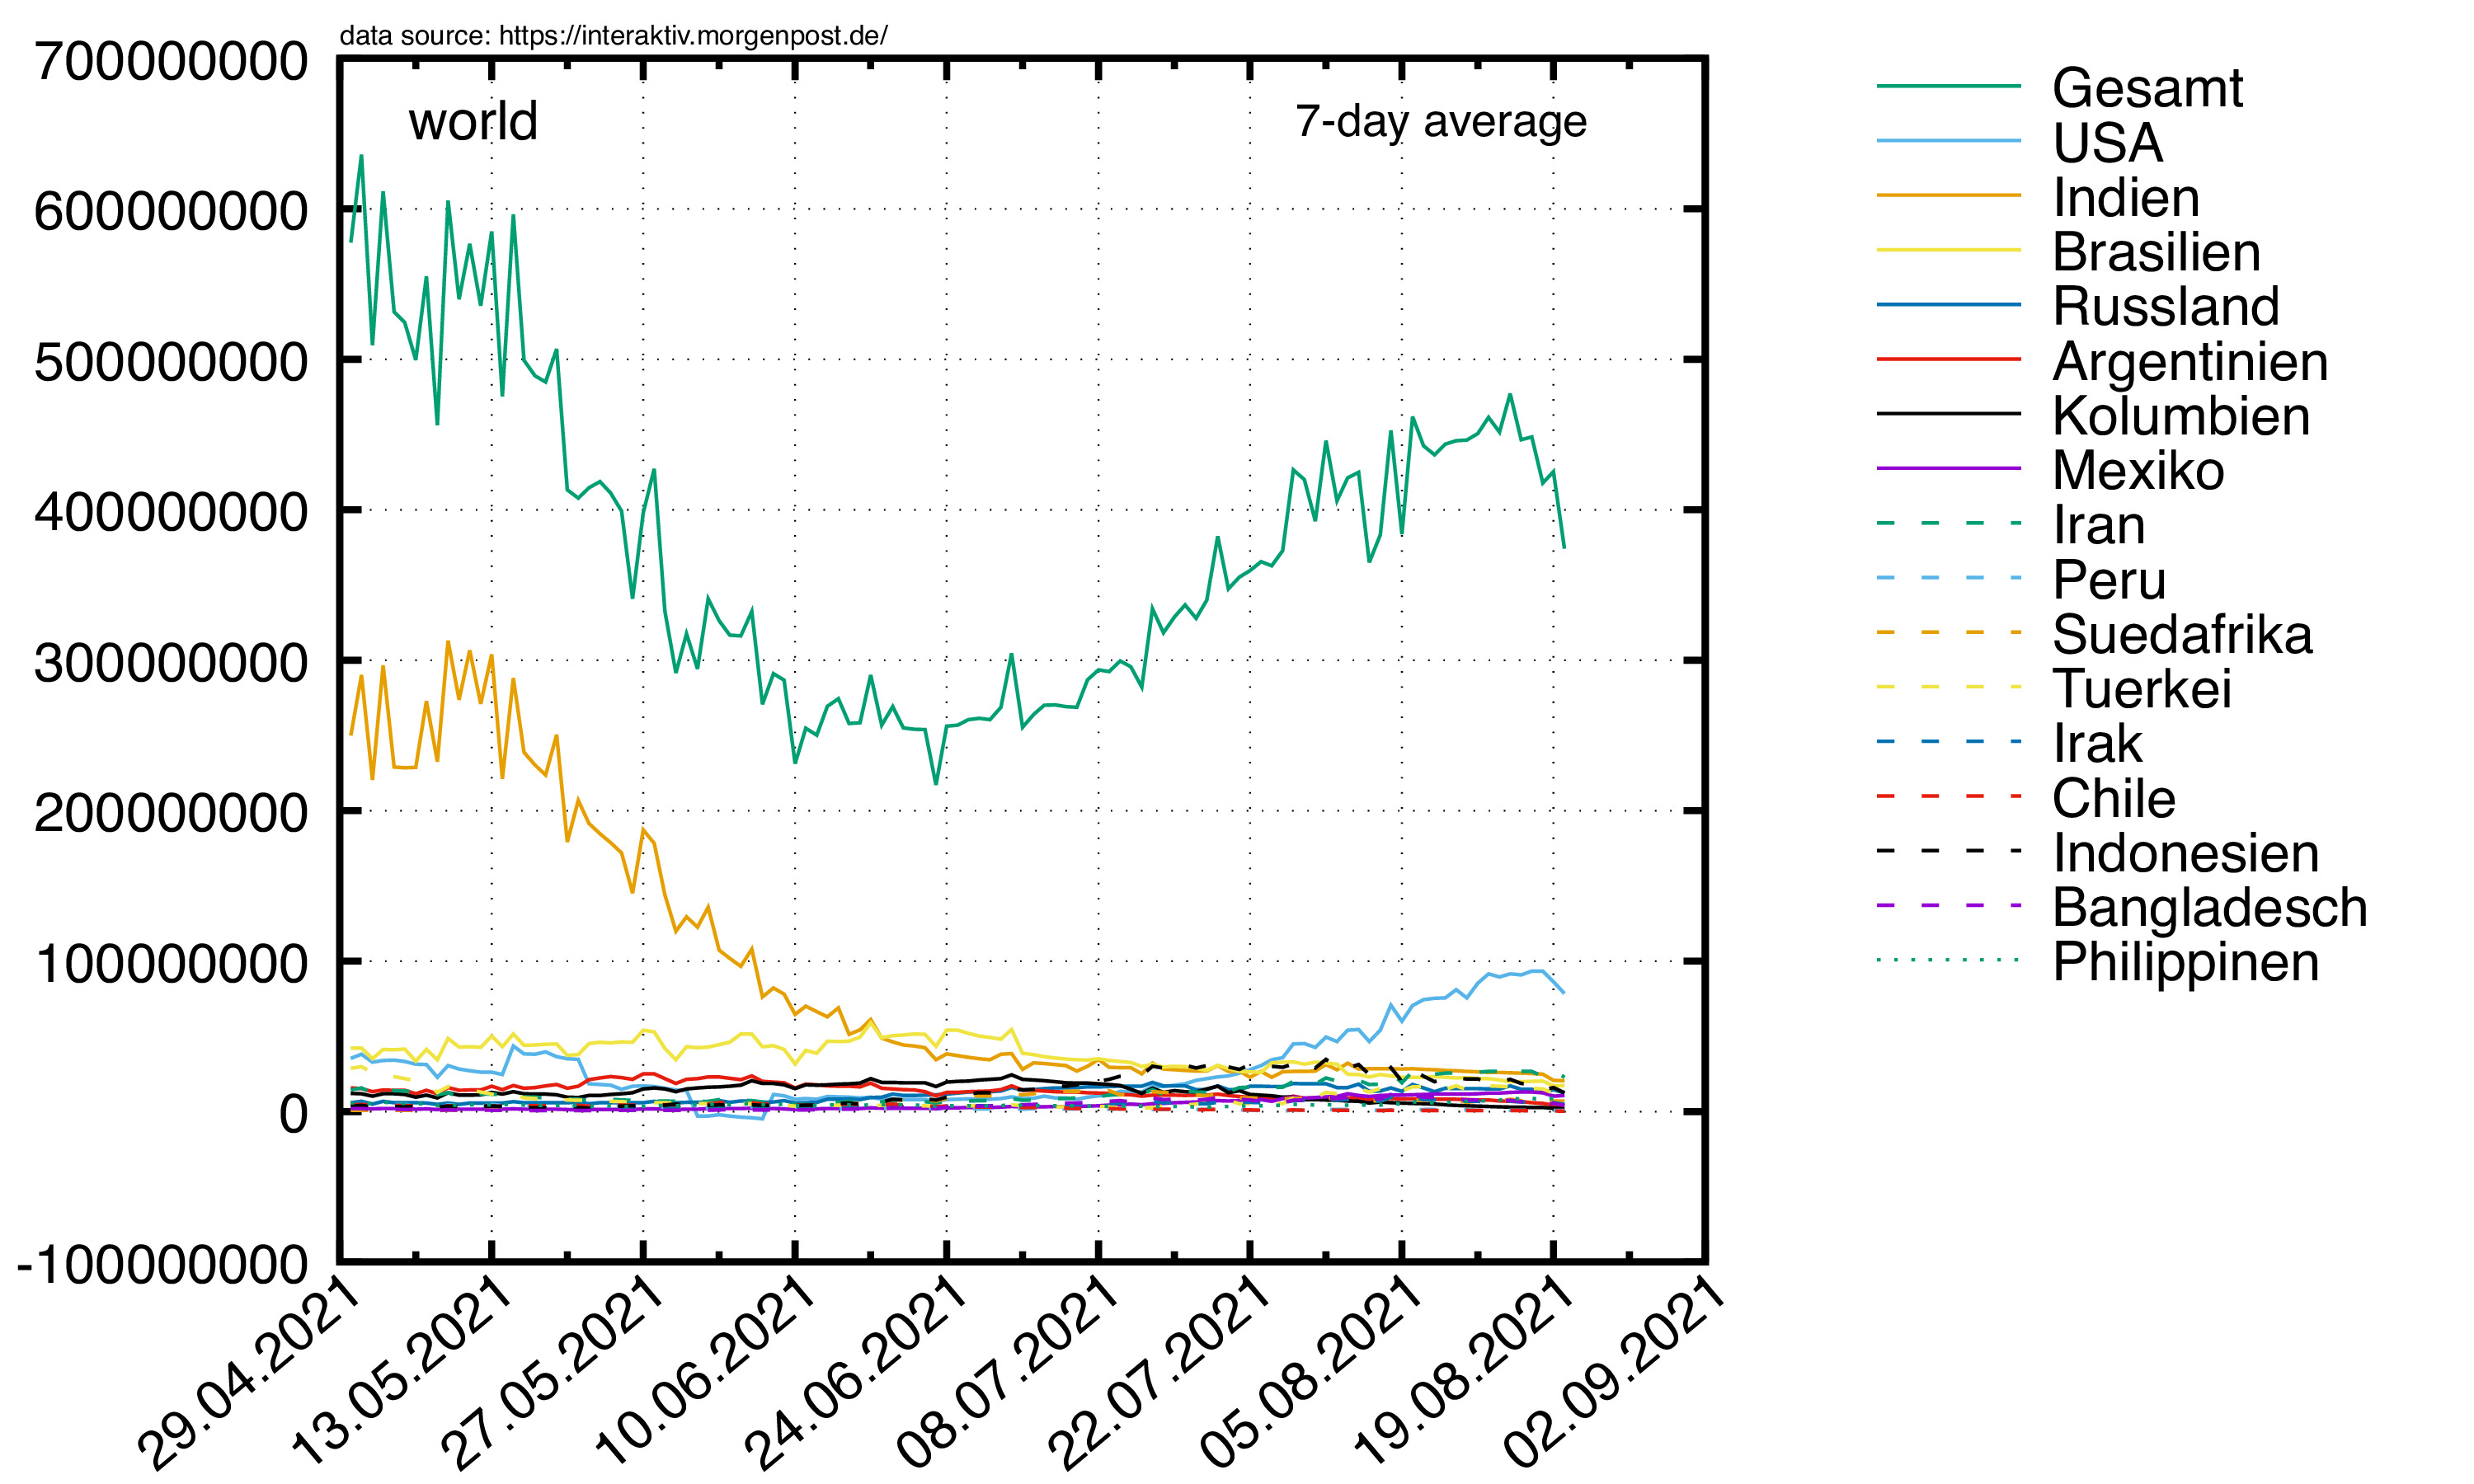 data source: https://interaktiv.morgenpost.de/
world
7-day average
700000000
600000000
500000000
400000000
300000000
200000000
100000000
0
-100000000
29.04.2021
13.05.2021
27.05.2021
10.06.2021
24.06.2021
08.07.2021
22.07.2021
05.08.2021
19.08.2021
02.09.2021
Gesamt
USA
Indien
Brasilien
Russland
Argentinien
Kolumbien
Mexiko
Iran
Peru
Suedafrika
Tuerkei
Irak
Chile
Indonesien
Bangladesch
Philippinen